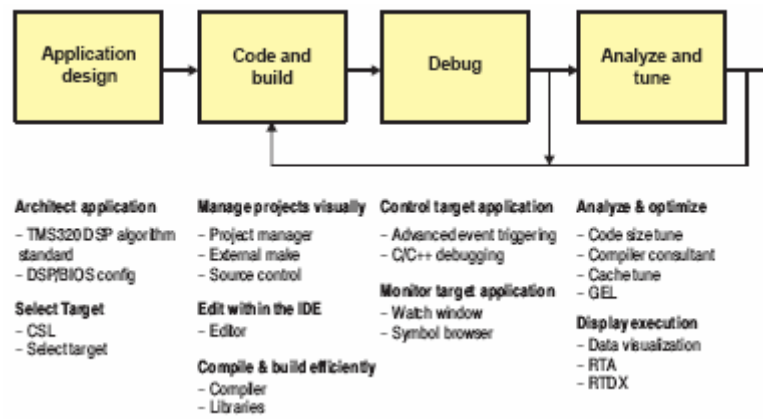 Application
design
Code and
build
Debug
Analyze and
tune
Architect application
– TMS320 DSP algorithm
standard
– DSP/BIOS config
Select Target
– CSL
– Select target
Manage projects visually
– Project manager
– External make
– Source control
Edit within the IDE
– Editor
Compile & build efficiently
– Compiler
– Libraries
Control target application
– Advanced event triggering
– C/C++ debugging
Monitor target application
– Watch window
– Symbol browser
Analyze & optimize
– Code size tune
– Compiler consultant
– Cache tune
– GEL
Display execution
– Data visualization
– RTA
– RTDX